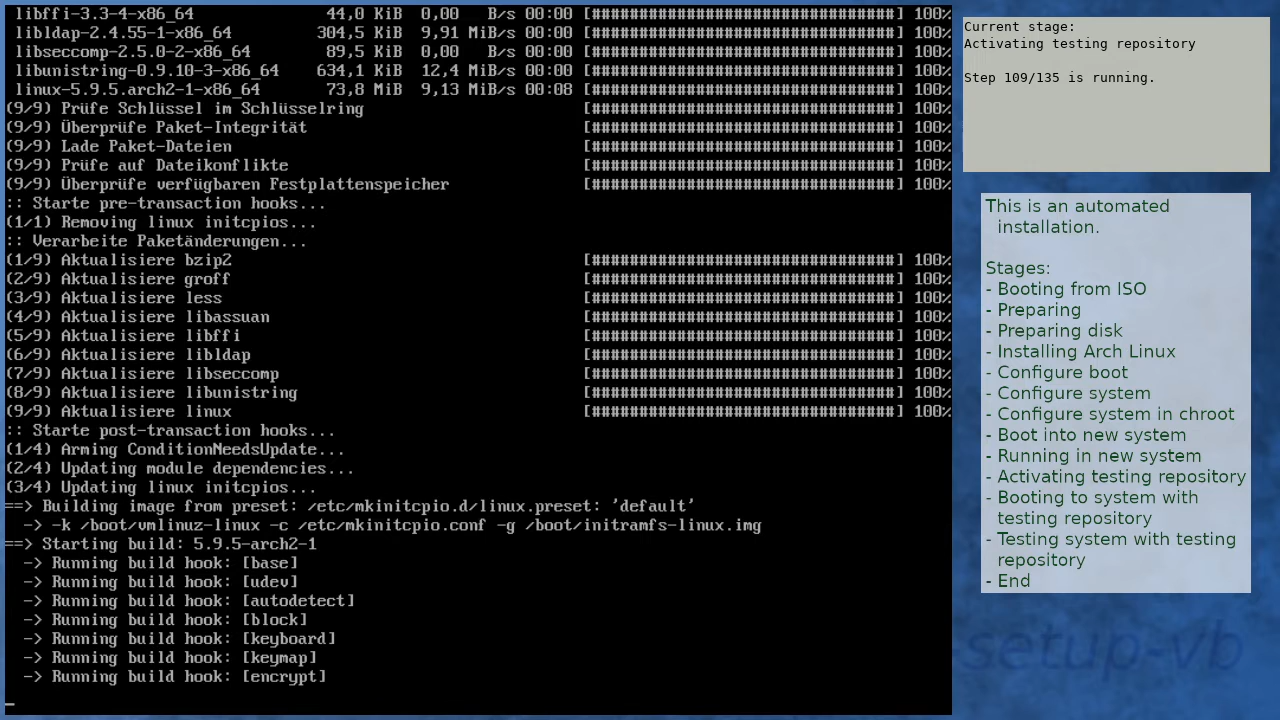 libffi-3.3-4-x86_64 44,0 KiB 0,00 B/s 00:00 [################################] 100%
libldap-2.4.55-1-x86_64 304,5 KiB 9,91 MiB/s 00:00 [################################] 100%
libseccomp-2.5.0-2-x86_64 89,5 KiB 0,00 B/s 00:00 [################################] 100%
libunistring-0.9.10-3-x86_64 634,1 KiB 12,4 MiB/s 00:00 [################################] 100%
linux-5.9.5.arch2-1-x86_64 73,8 MiB 9,13 MiB/s 00:08 [################################] 100%
(9/9) Prüfe Schlüssel im Schlüsselring [################################] 100%
(9/9) Überprüfe Paket-Integrität [################################] 100%
(9/9) Lade Paket-Dateien [################################] 100%
(9/9) Prüfe auf Dateikonflikte [################################] 100%
(9/9) Überprüfe verfügbaren Festplattenspeicher [################################] 100%
:: Starte pre-transaction hooks...
(1/1) Removing linux initcpios...
:: Verarbeite Paketänderungen...
(1/9) Aktualisiere bzip2 [################################] 100%
(2/9) Aktualisiere groff [################################] 100%
(3/9) Aktualisiere less [################################] 100%
(4/9) Aktualisiere libassuan [################################] 100%
(5/9) Aktualisiere libffi [################################] 100%
(6/9) Aktualisiere libldap [################################] 100%
(7/9) Aktualisiere libseccomp [################################] 100%
(8/9) Aktualisiere libunistring [################################] 100%
(9/9) Aktualisiere linux [################################] 100%
:: Starte post-transaction hooks...
(1/4) Arming ConditionNeedsUpdate...
(2/4) Updating module dependencies...
(3/4) Updating linux initcpios...
==> Building image from preset: /etc/mkinitcpio.d/linux.preset: 'default'
-> -k /boot/vmlinuz-linux -c /etc/mkinitcpio.conf -g /boot/initramfs-linux.img
==> Starting build: 5.9.5-arch2-1
-> Running build hook: [base]
-> Running build hook: [udev]
-> Running build hook: [autodetect]
-> Running build hook: [block]
-> Running build hook: [keyboard]
-> Running build hook: [keymap]
-> Running build hook: [encrypt]
_
Current stage:
Activating testing repository
Step 109/135 is running.
This is an automated
installation.
Stages:
- Booting from ISO
- Preparing
- Preparing disk
- Installing Arch Linux
- Configure boot
- Configure system
- Configure system in chroot
- Boot into new system
- Running in new system
- Activating testing repository
- Booting to system with
testing repository
- Testing system with testing
repository
- End
-setup-vb